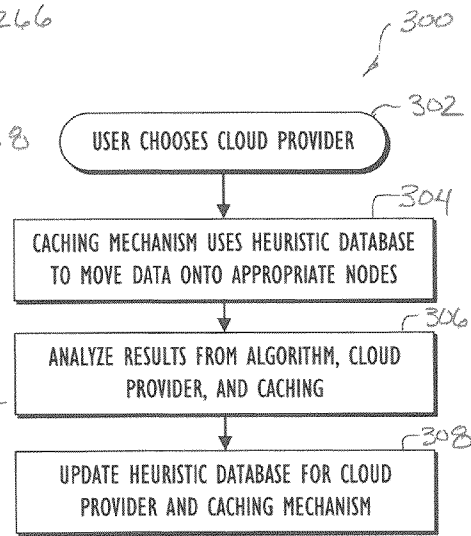 266
300
302
8
USER CHOOSES CLOUD PROVIDER
304
CACHING MECHANISM USES HEURISTIC DATABASE
TO MOVE DATA ONTO APPROPRIATE NODES
306
ANALYZE RESULTS FROM ALGORITHM, CLOUD
PROVIDER, AND CACHING
308
UPDATE HEURISTIC DATABASE FOR CLOUD
PROVIDER AND CACHING MECHANISM